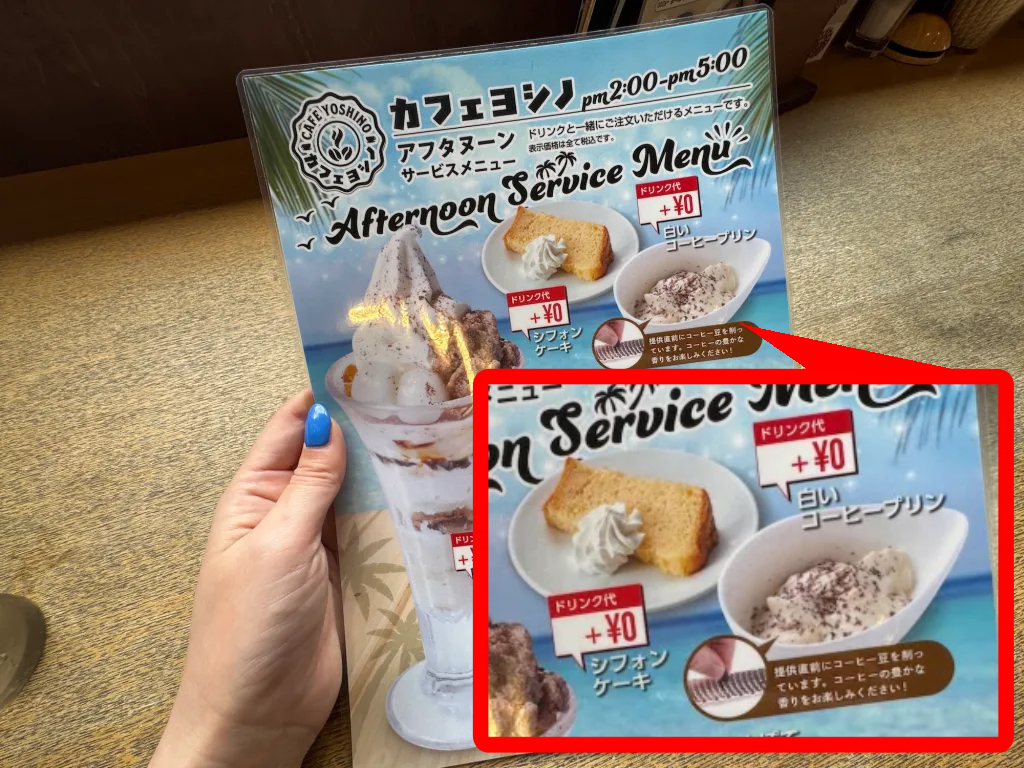 CAFE YOSHINO
カフェヨシノ
pm2:00-pm5:00
アフタヌーン
サービスメニュー
ドリンクと一緒にご注文いただけるメニューです。
表示価格は全て税込です。
Afternoon Service Menu
ドリンク代
+¥0
白い
コーヒープリン
ドリンク代
+¥0
シフォン
ケーキ
提供直前にコーヒー豆を削っ
ています。コーヒーの豊かな
香りをお楽しみください！
ニュー
on Service Men
ドリンク代
+¥0
白い
コーヒープリン
ドリンク代
+¥0
シフォン
ケーキ
提供直前にコーヒー豆を削っ
ています。コーヒーの豊かな
香りをお楽しみください！
ドリン